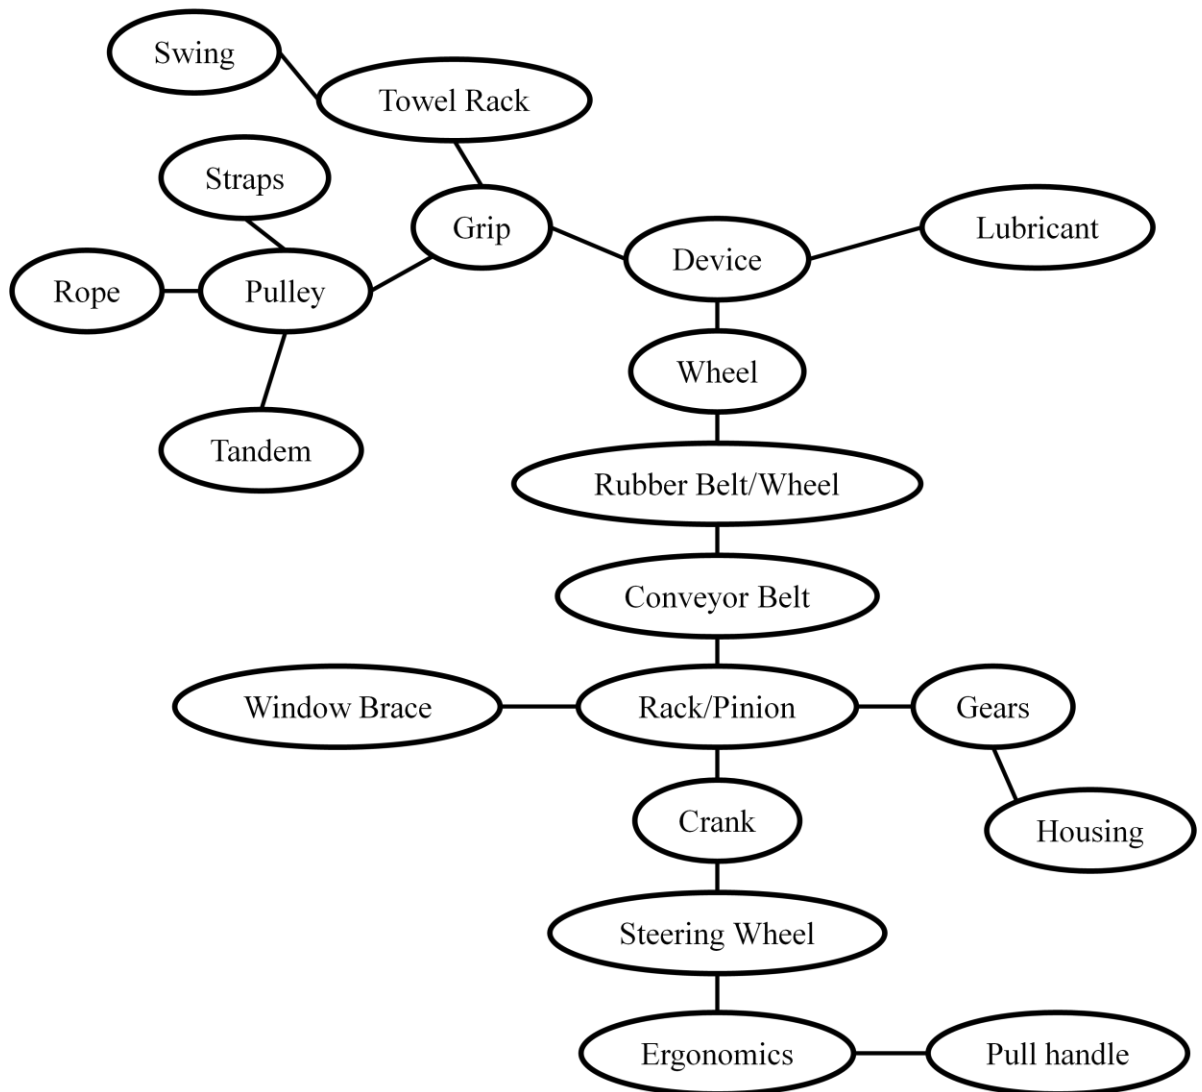 Swing
Towel Rack
Straps
Grip
Lubricant
Device
Rope
Pulley
Wheel
Tandem
Rubber Belt/Wheel
Conveyor Belt
Window Brace
Rack/Pinion
Gears
Crank
Housing
Steering Wheel
Ergonomics
Pull handle